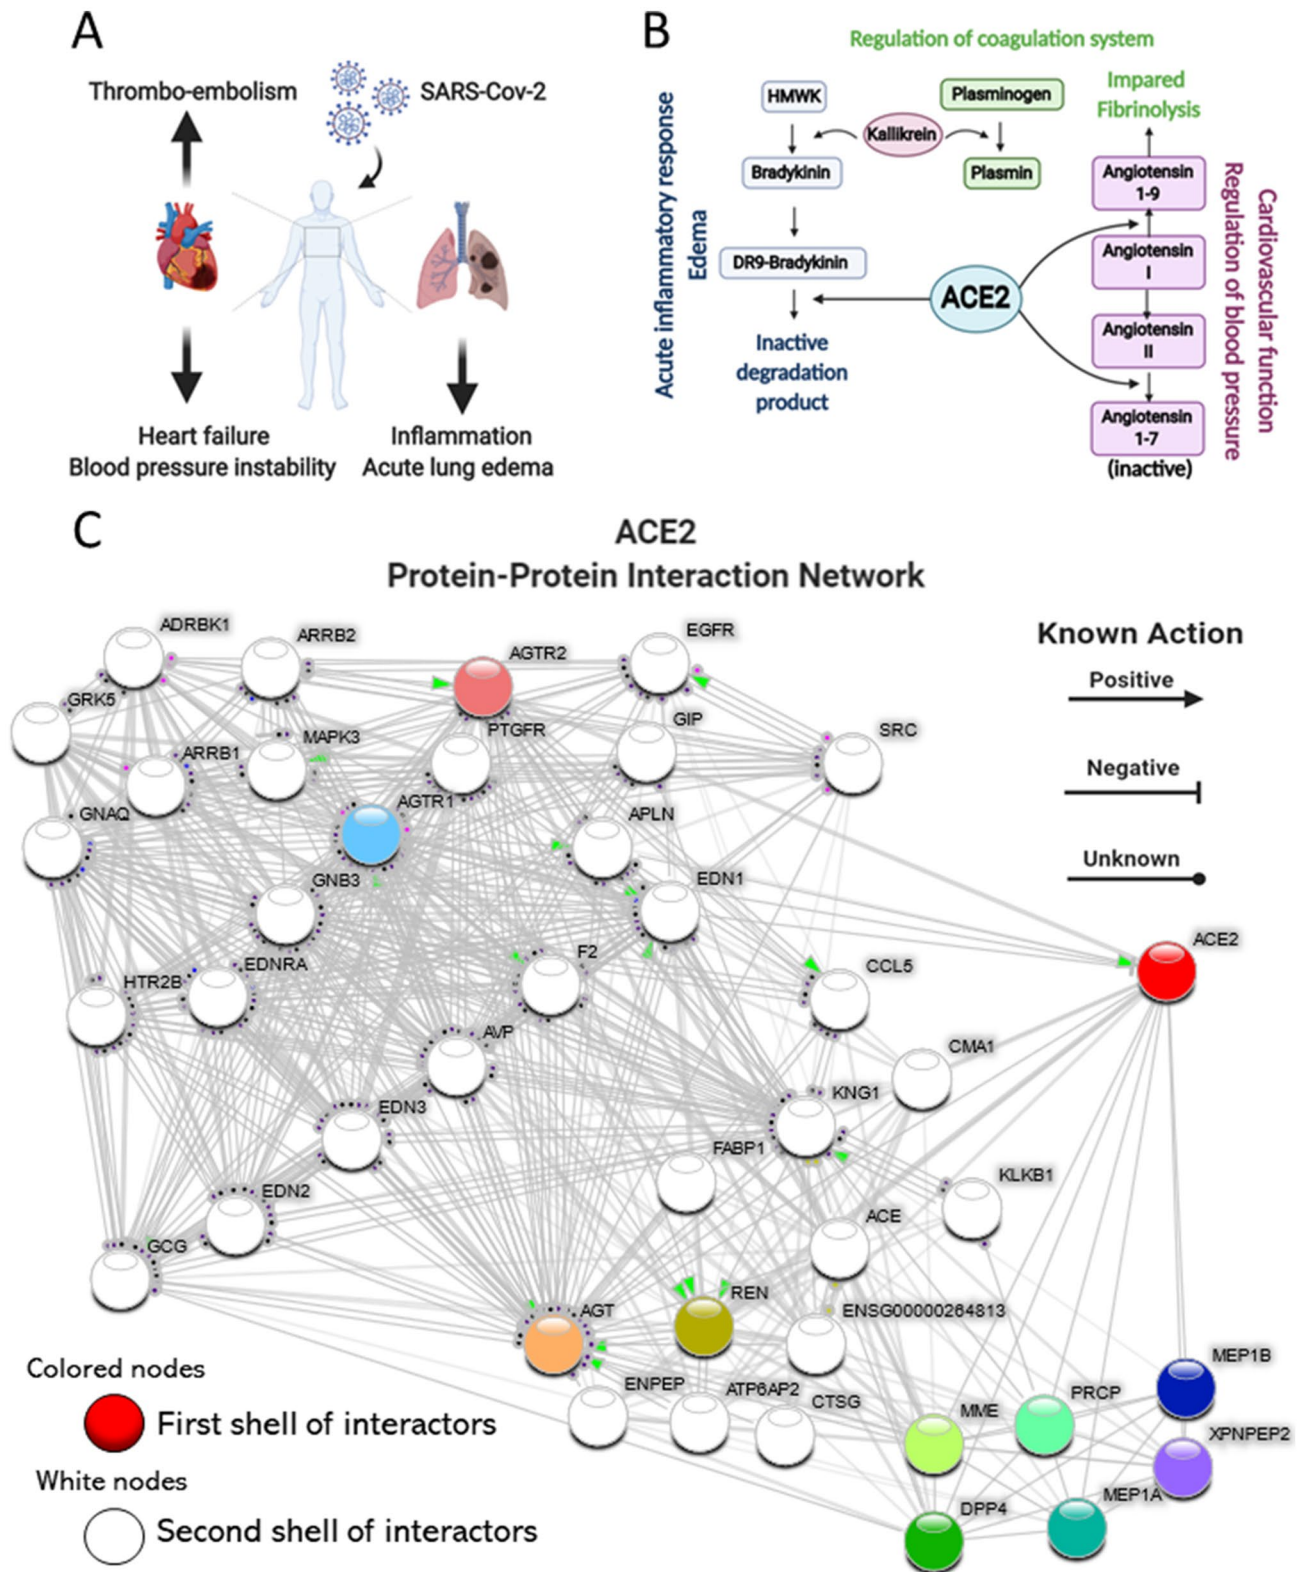 A
Thrombo-embolism
SARS-Cov-2
Heart failure
Blood pressure instability
Inflammation
Acute lung edema
B
Regulation of coagulation system
Acute inflammatory response
Edema
HMWK
Plasminogen
Impared
Fibrinolysis
Kallikrein
Bradykinin
Plasmin
Angiotensin
1-9
DR9-Bradykinin
Angiotensin
I
ACE2
Inactive
degradation
product
Angiotensin
II
Angiotensin
1-7
(inactive)
Cardiovascular function
Regulation of blood pressure
C
ACE2
Protein-Protein Interaction Network
Known Action
Positive
Negative
Unknown
ADRBK1
ARRB2
AGTR2
EGFR
GRK5
MAPK3
PTGFR
GIP
SRC
ARRB1
GNAQ
AGTR1
APLN
GNB3
EDN1
ACE2
HTR2B
EDNRA
F2
CCL5
AVP
CMA1
EDN3
KNG1
FABP1
KLKB1
EDN2
ACE
GCG
AGT
REN
ENSG00000264813
ENPEP
ATP6AP2
CTSG
MME
PRCP
MEP1B
XPNPEP2
DPP4
MEP1A
Colored nodes
First shell of interactors
White nodes
Second shell of interactors